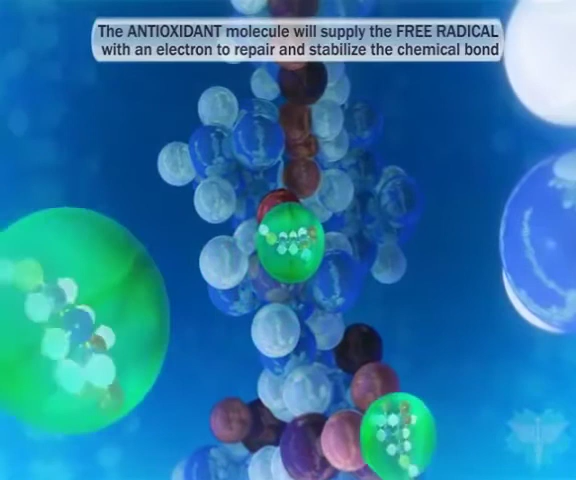 The ANTIOXIDANT molecule will supply the FREE RADICAL
with an electron to repair and stabilize the chemical bond